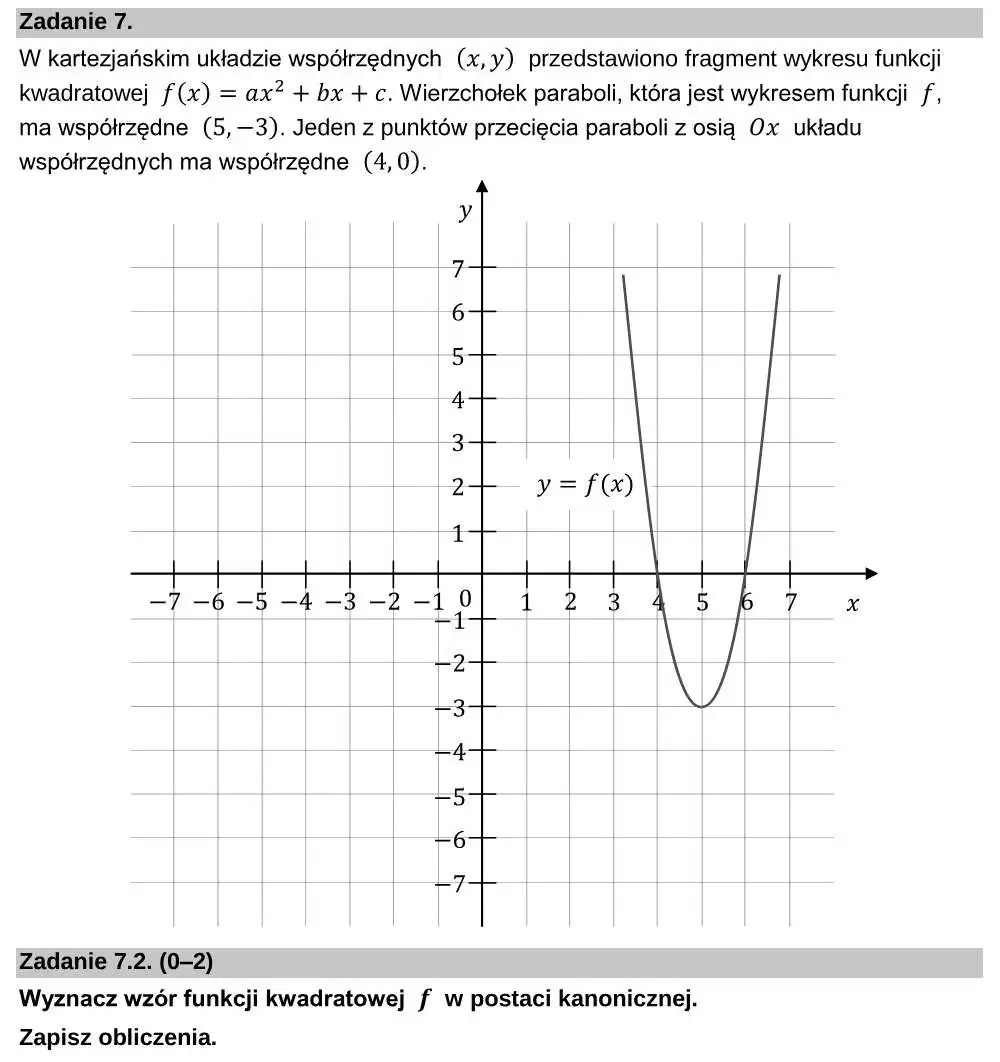 Zadanie 7.
W kartezjańskim układzie współrzędnych (x, y) przedstawiono fragment wykresu funkcji
kwadratowej f(x) = ax² + bx + c. Wierzchołek paraboli, która jest wykresem funkcji f,
ma współrzędne (5, −3). Jeden z punktów przecięcia paraboli z osią Ox układu
współrzędnych ma współrzędne (4, 0).
y
7
6
5
4
3
2
y = f(x)
1
−7 −6 −5 −4 −3 −2 −1 0 1 2 3 4 5 6 7 x
−1
−2
−3
−4
−5
−6
−7
Zadanie 7.2. (0–2)
Wyznacz wzór funkcji kwadratowej f w postaci kanonicznej.
Zapisz obliczenia.